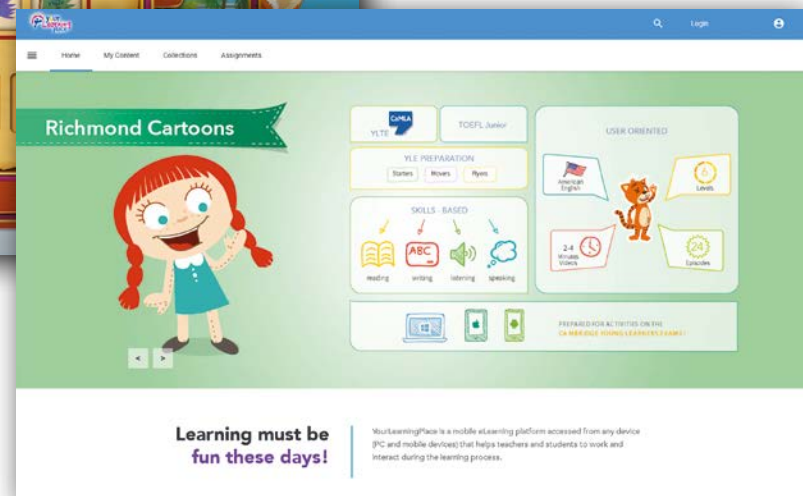 Your
Learning
Place
Login
Home My Content Collections Assignments
Richmond Cartoons
CaMLA
YLTE
TOEFL Junior
YLE PREPARATION
Starters Movers Flyers
SKILLS - BASED
ABC
reading writing listening speaking
USER ORIENTED
American
English
6
Levels
2-4
Minutes
Videos
24
Episodes
PREPARED FOR ACTIVITIES ON THE
CAMBRIDGE YOUNG LEARNERS EXAMS!
< >
Learning must be
fun these days!
YourLearningPlace is a mobile eLearning platform accessed from any device
(PC and mobile devices) that helps teachers and students to work and
interact during the learning process.